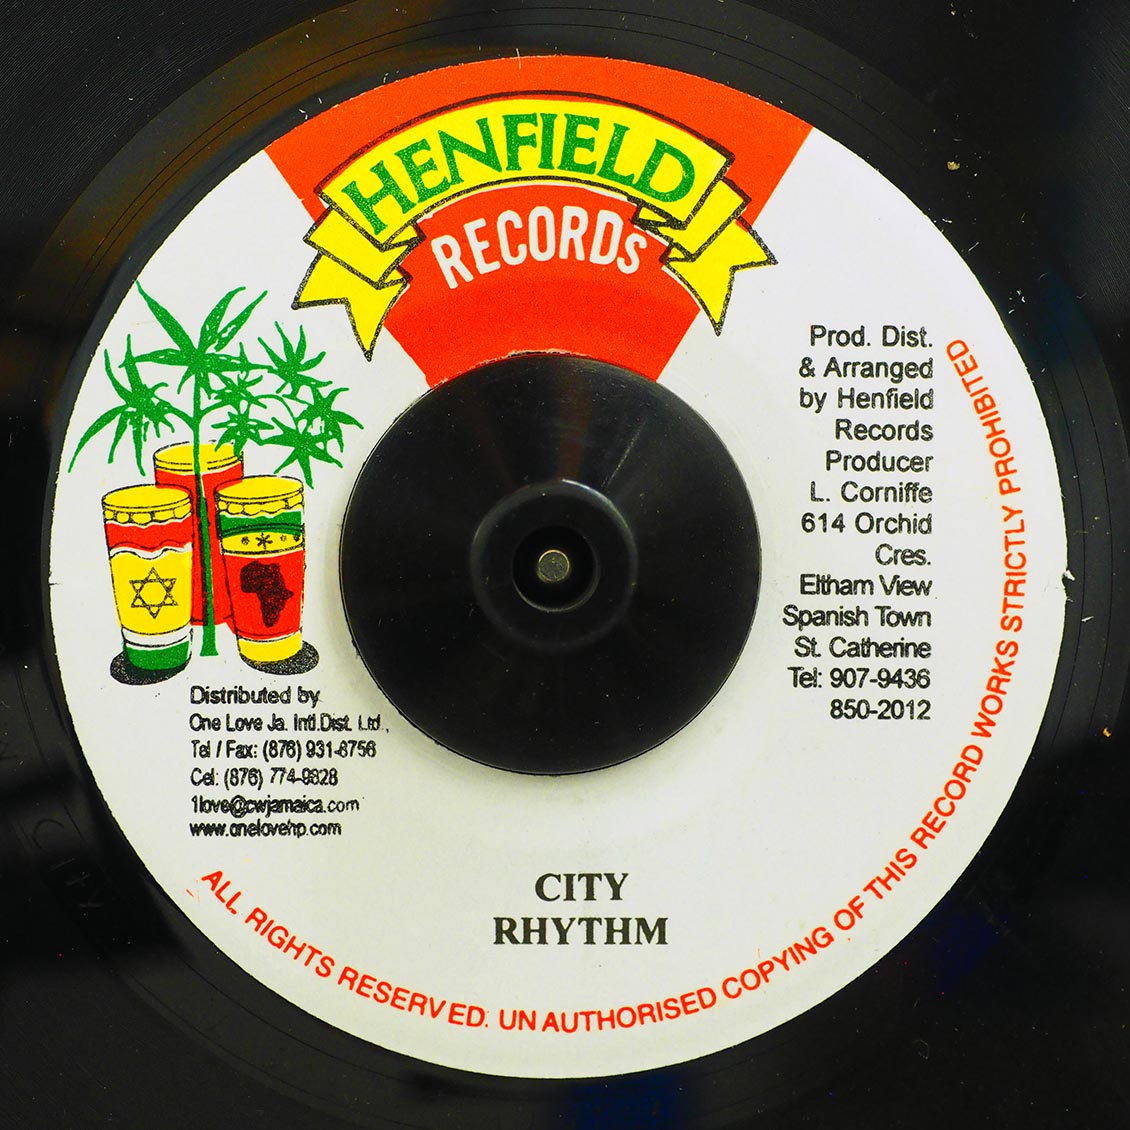 HENFIELD
RECORDS
Prod. Dist.
& Arranged
by Henfield
Records
Producer
L. Corniffe
614 Orchid
Cres.
Eltham View
Spanish Town
St. Catherine
Tel: 907-9436
850-2012
Distributed by
One Love Ja. Intl.Dist. Ltd.,
Tel / Fax: (876) 931-8756
Cel: (876) 774-9828
1love@cwjamaica.com
www.onelovehp.com
CITY
RHYTHM
ALL RIGHTS RESERVED. UNAUTHORISED COPYING OF THIS RECORD WORKS STRICTLY PROHIBITED